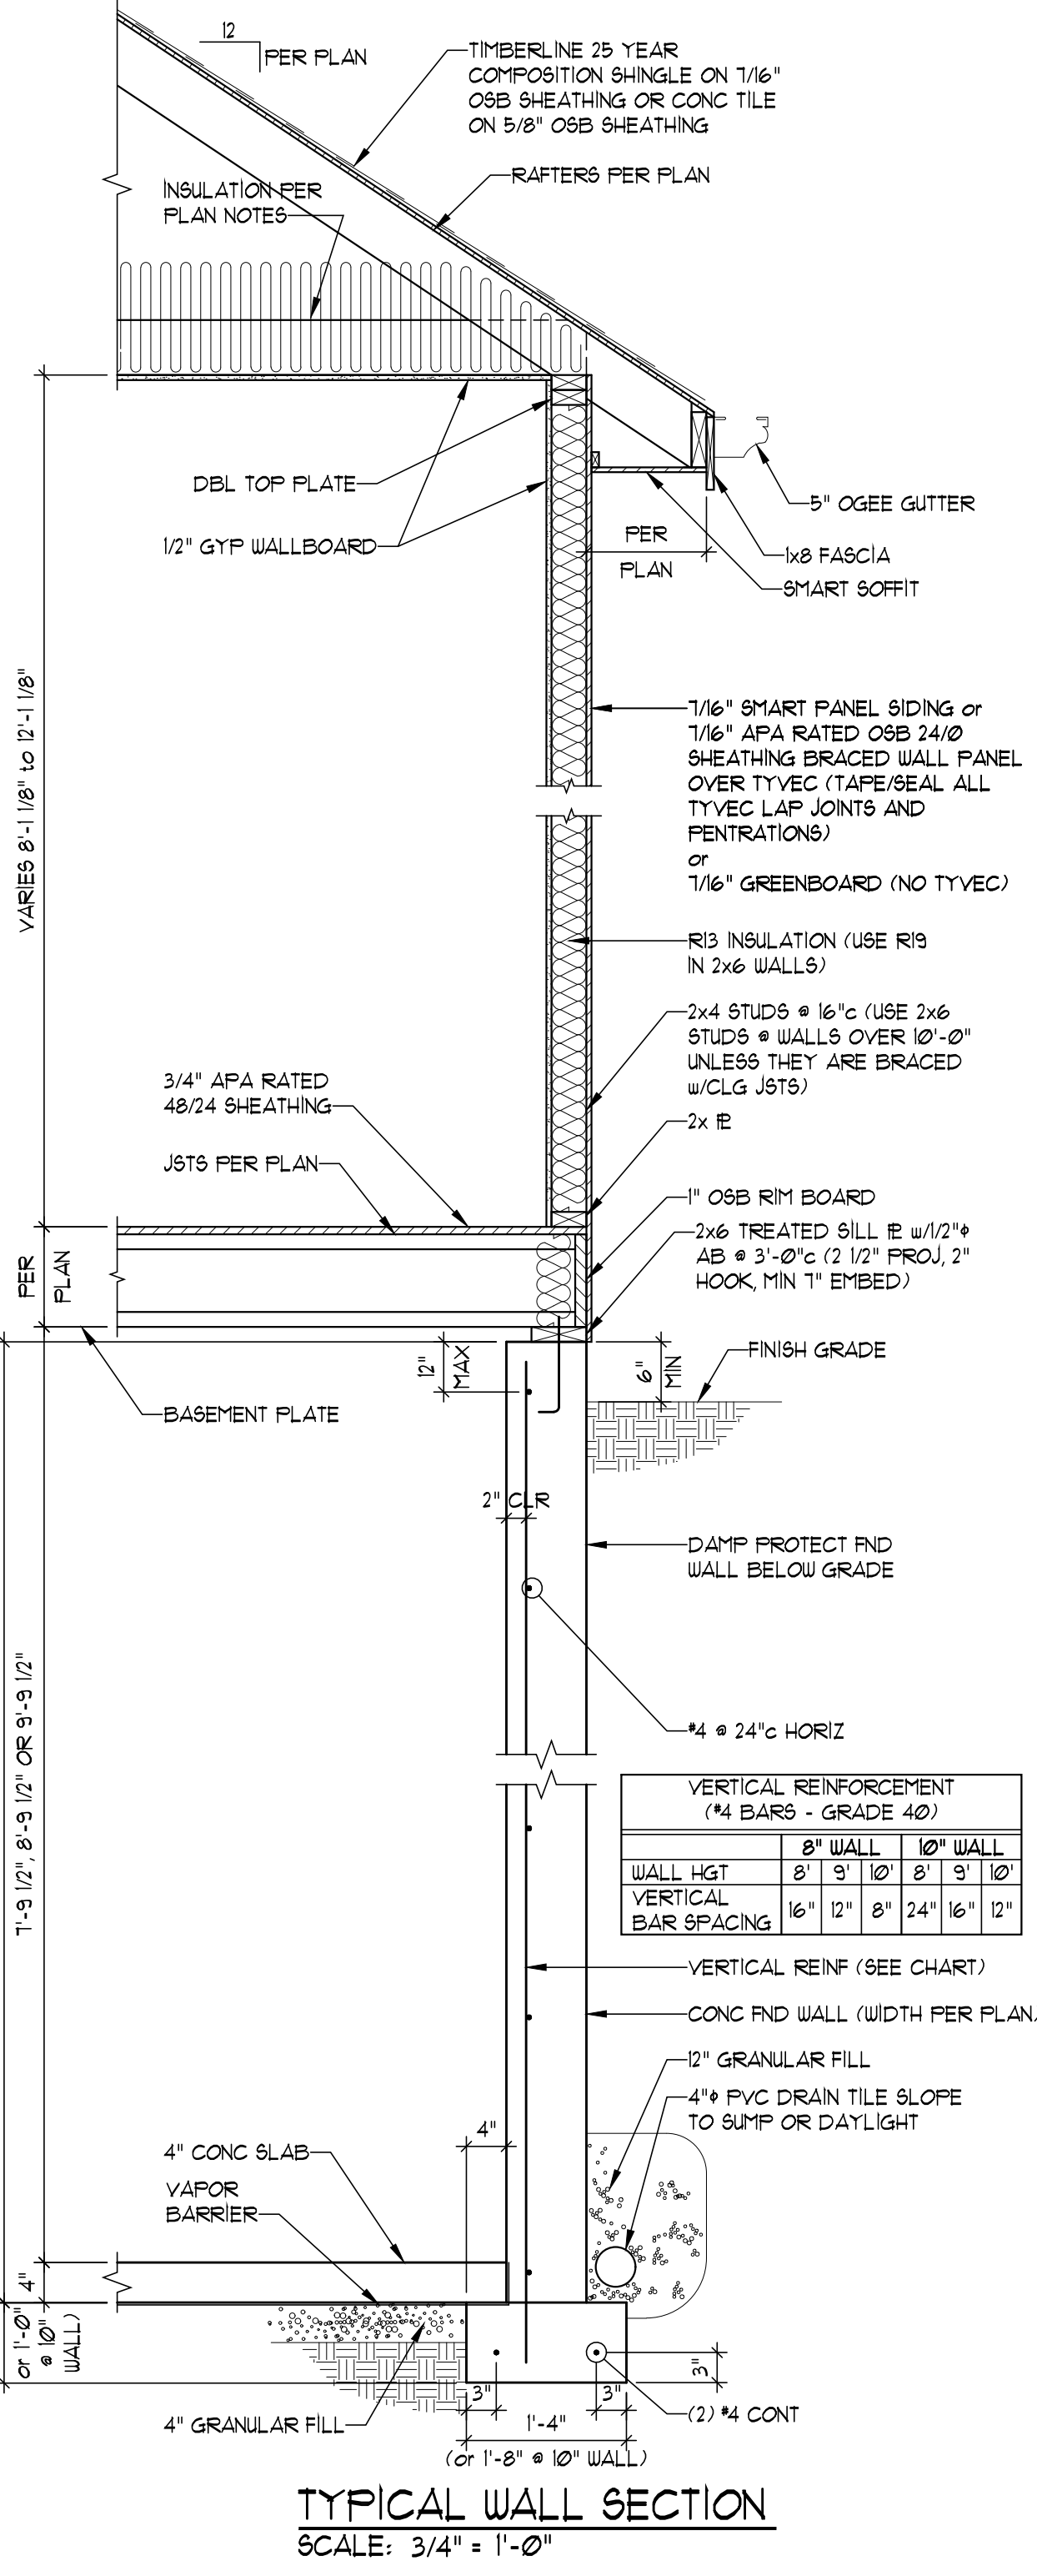 12
PER PLAN
TIMBERLINE 25 YEAR
COMPOSITION SHINGLE ON 7/16"
OSB SHEATHING OR CONC TILE
ON 5/8" OSB SHEATHING
RAFTERS PER PLAN
INSULATION PER
PLAN NOTES
DBL TOP PLATE
1/2" GYP WALLBOARD
5" OGEE GUTTER
PER
PLAN
1x8 FASCIA
SMART SOFFIT
VARIES 8'-1 1/8" to 12'-1 1/8"
7/16" SMART PANEL SIDING or
7/16" APA RATED OSB 24/0
SHEATHING BRACED WALL PANEL
OVER TYVEC (TAPE/SEAL ALL
TYVEC LAP JOINTS AND
PENTRATIONS)
or
7/16" GREENBOARD (NO TYVEC)
R13 INSULATION (USE R19
IN 2x6 WALLS)
2x4 STUDS @ 16"c (USE 2x6
STUDS @ WALLS OVER 10'-0"
UNLESS THEY ARE BRACED
w/CLG JSTS)
3/4" APA RATED
48/24 SHEATHING
2x PL
JSTS PER PLAN
1" OSB RIM BOARD
2x6 TREATED SILL PL w/1/2"ϕ
AB @ 3'-0"c (2 1/2" PROJ, 2"
HOOK, MIN 7" EMBED)
PER
PLAN
12"
MAX
6"
MIN
FINISH GRADE
BASEMENT PLATE
2" CLR
DAMP PROTECT FND
WALL BELOW GRADE
7'-9 1/2", 8'-9 1/2" OR 9'-9 1/2"
#4 @ 24"c HORIZ
VERTICAL REINFORCEMENT
(#4 BARS - GRADE 40)
8" WALL 10" WALL
WALL HGT 8' 9' 10' 8' 9' 10'
VERTICAL
BAR SPACING 16" 12" 8" 24" 16" 12"
VERTICAL REINF (SEE CHART)
CONC FND WALL (WIDTH PER PLAN)
12" GRANULAR FILL
4"ϕ PVC DRAIN TILE SLOPE
TO SUMP OR DAYLIGHT
4"
4" CONC SLAB
VAPOR
BARRIER
4"
or 1'-0"
@ 10"
WALL)
4" GRANULAR FILL
3"
3"
3"
(2) #4 CONT
1'-4"
(or 1'-8" @ 10" WALL)
TYPICAL WALL SECTION
SCALE: 3/4" = 1'-0"